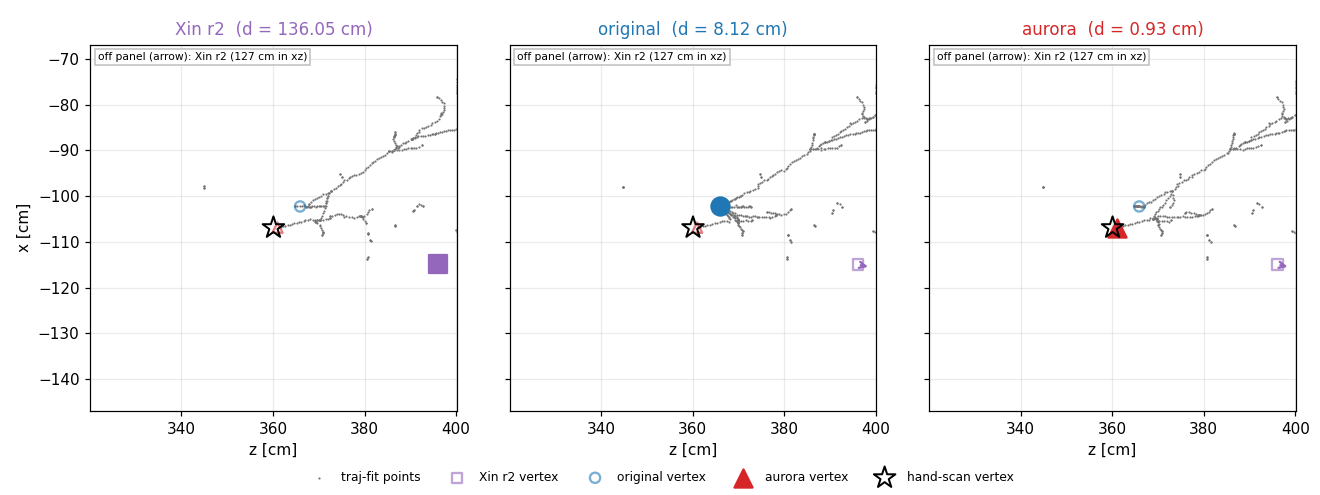 Xin r2 (d = 136.05 cm)
original (d = 8.12 cm)
aurora (d = 0.93 cm)
off panel (arrow): Xin r2 (127 cm in xz)
off panel (arrow): Xin r2 (127 cm in xz)
off panel (arrow): Xin r2 (127 cm in xz)
x [cm]
−70
−80
−90
−100
−110
−120
−130
−140
340
360
380
400
340
360
380
400
340
360
380
400
z [cm]
z [cm]
z [cm]
traj-fit points
Xin r2 vertex
original vertex
aurora vertex
hand-scan vertex